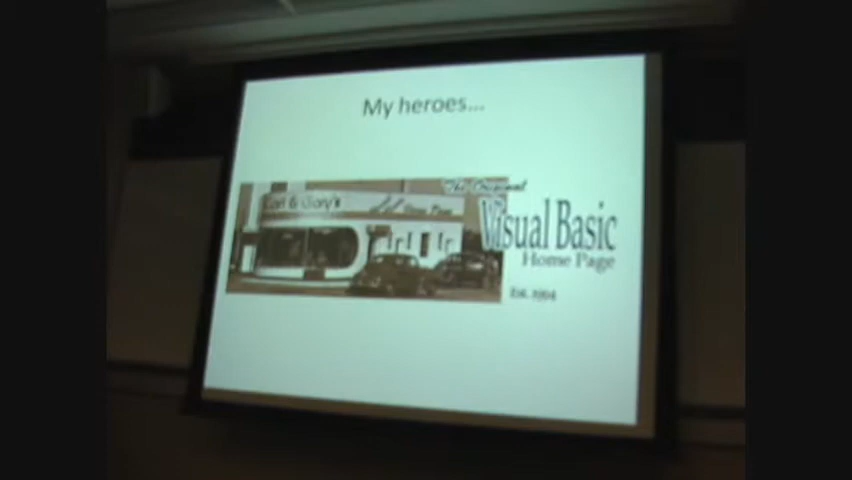 My heroes...
The Original
Carl & Gary's
Visual Basic
Home Page
Est. 1994